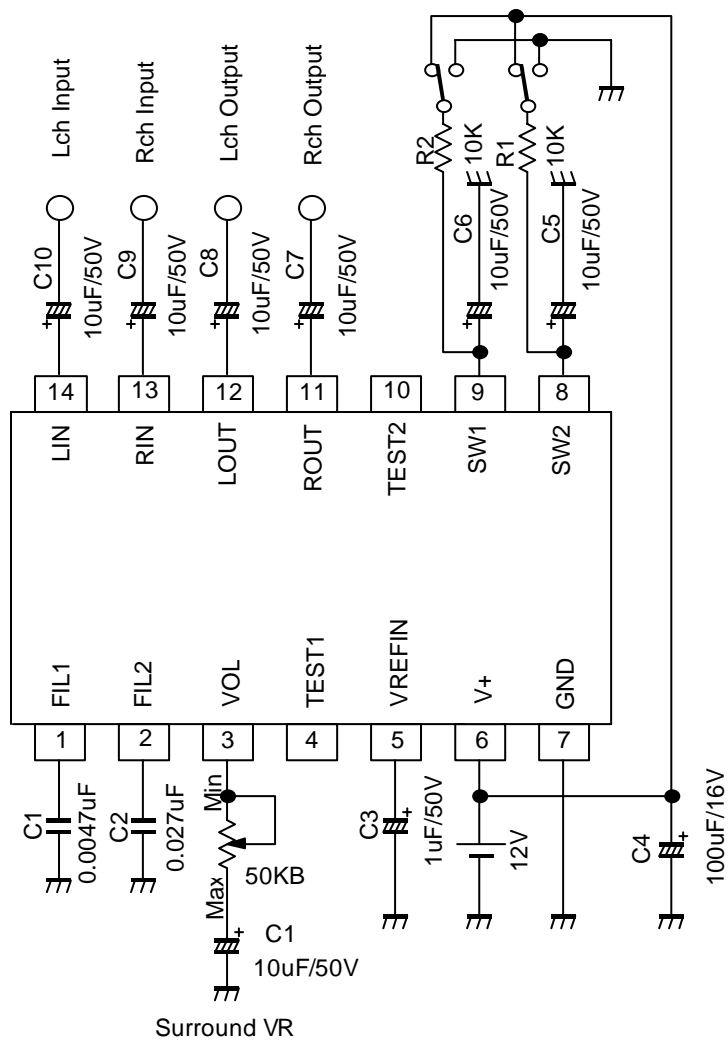 Lch Input
Rch Input
Lch Output
Rch Output
C10
10uF/50V
C9
10uF/50V
C8
10uF/50V
C7
10uF/50V
R2
10K
C6
10uF/50V
R1
10K
C5
10uF/50V
14
13
12
11
10
9
8
LIN
RIN
LOUT
ROUT
TEST2
SW1
SW2
FIL1
FIL2
VOL
TEST1
VREFIN
V+
GND
1
2
3
4
5
6
7
C1
0.0047uF
C2
0.027uF
Min
Max
50KB
C1
10uF/50V
C3
+
1uF/50V
12V
C4
+
100uF/16V
Surround VR